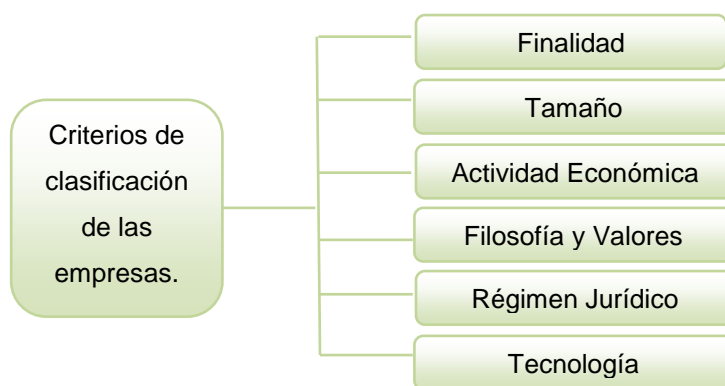 Criterios de
clasificación
de las
empresas.
Finalidad
Tamaño
Actividad Económica
Filosofía y Valores
Régimen Jurídico
Tecnología